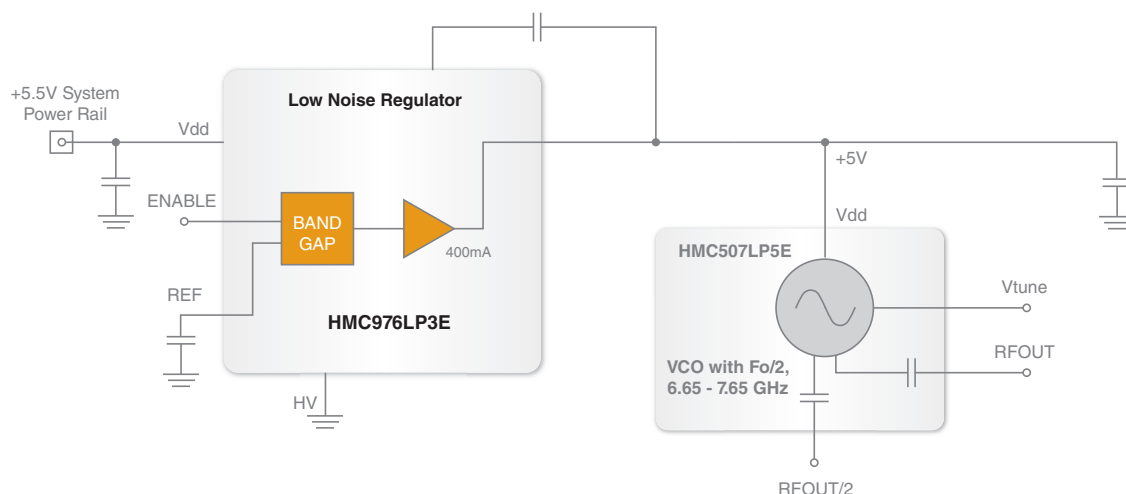 +5.5V System
Power Rail
Vdd
Low Noise Regulator
ENABLE
BAND
GAP
400mA
REF
HMC976LP3E
HV
+5V
Vdd
HMC507LP5E
Vtune
RFOUT
VCO with Fo/2,
6.65 - 7.65 GHz
RFOUT/2